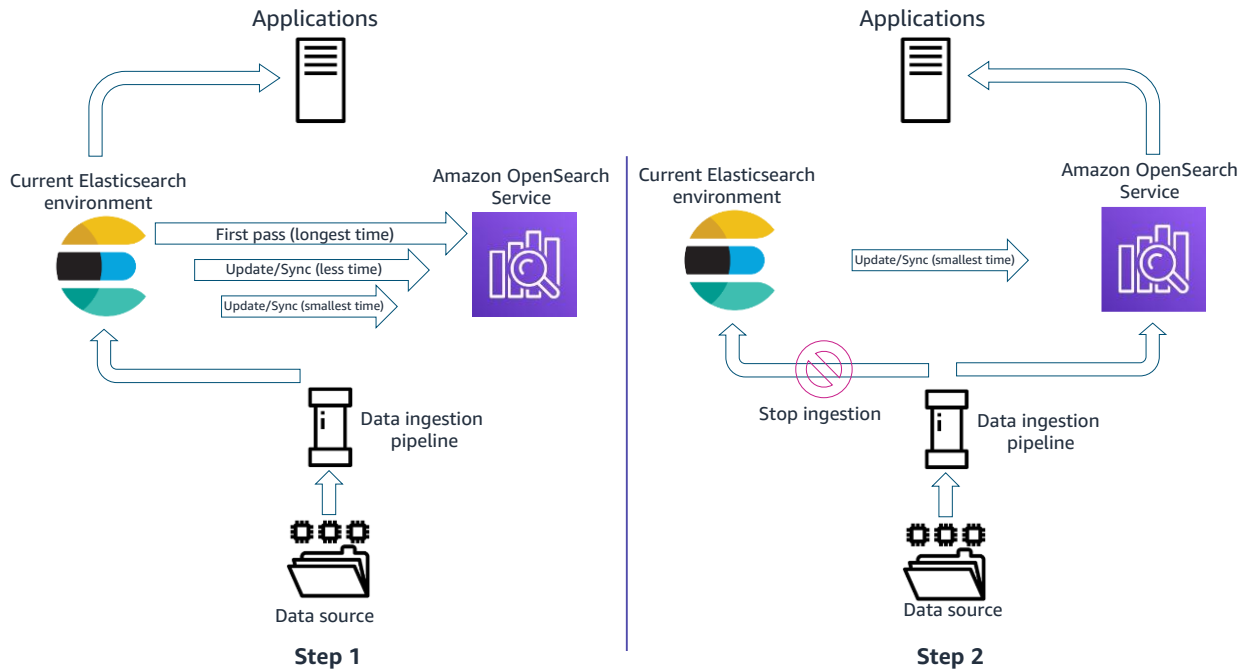 Applications
Current Elasticsearch
environment
Amazon OpenSearch
Service
First pass (longest time)
Update/Sync (less time)
Update/Sync (smallest time)
Data ingestion
pipeline
Data source
Step 1
Applications
Current Elasticsearch
environment
Amazon OpenSearch
Service
Update/Sync (smallest time)
Stop ingestion
Data ingestion
pipeline
Data source
Step 2